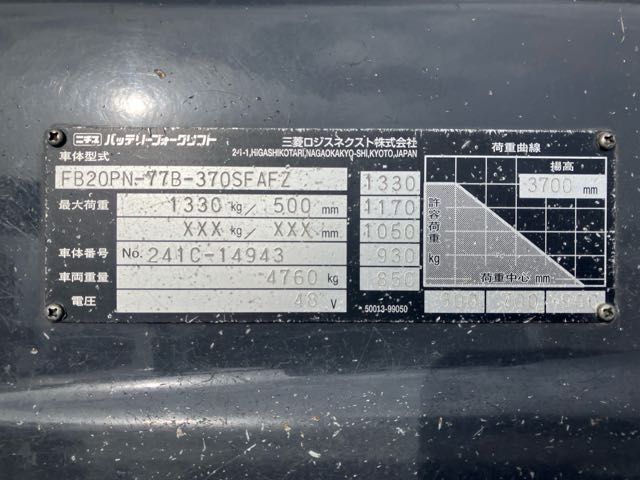 ニチユ バッテリーフォークリフト
三菱ロジスネクスト株式会社
2-1-1,HIGASHIKOTARI,NAGAOKAKYO-SHI,KYOTO,JAPAN
車体型式
FB20PN-77B-370SFAFZ
最大荷重 1330 kg/ 500 mm
XXX kg/ XXX mm
車体番号 No. 241C-14943
車両重量 4760 kg
電圧 48 V
荷重曲線
揚高
3700 mm
1330
1170
1050
930
850
許容荷重 kg
荷重中心 mm
50013-99050